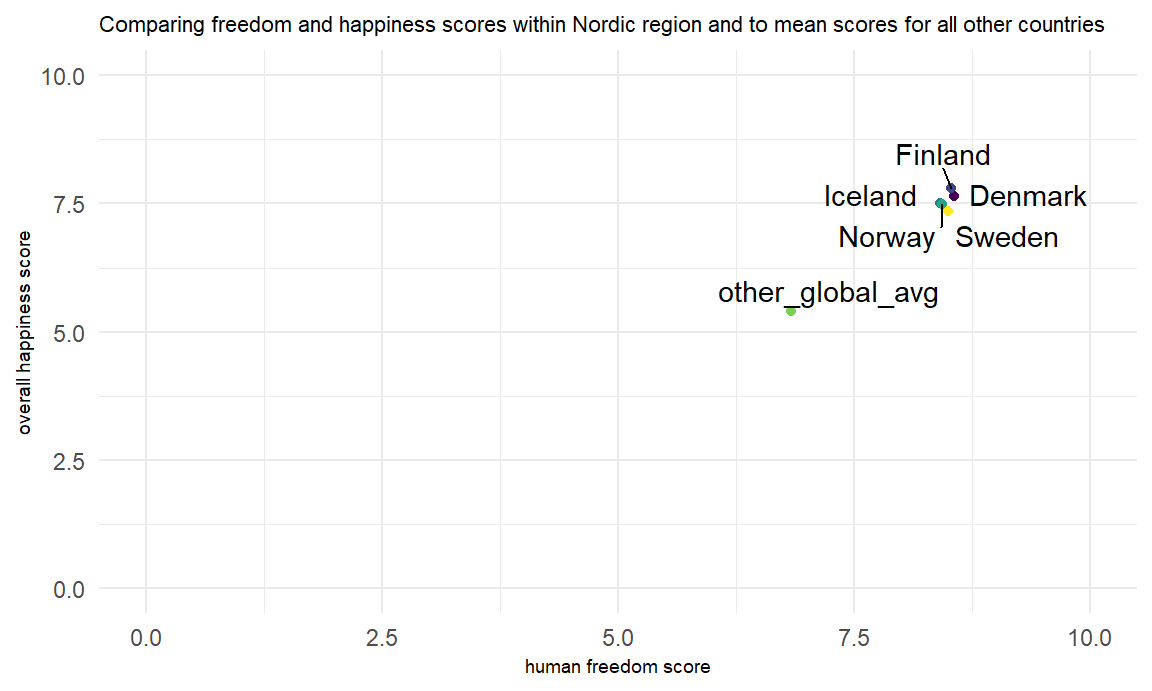 Comparing freedom and happiness scores within Nordic region and to mean scores for all other countries
overall happiness score
10.0
7.5
5.0
2.5
0.0
Finland
Iceland
Denmark
Norway
Sweden
other_global_avg
0.0 2.5 5.0 7.5 10.0
human freedom score